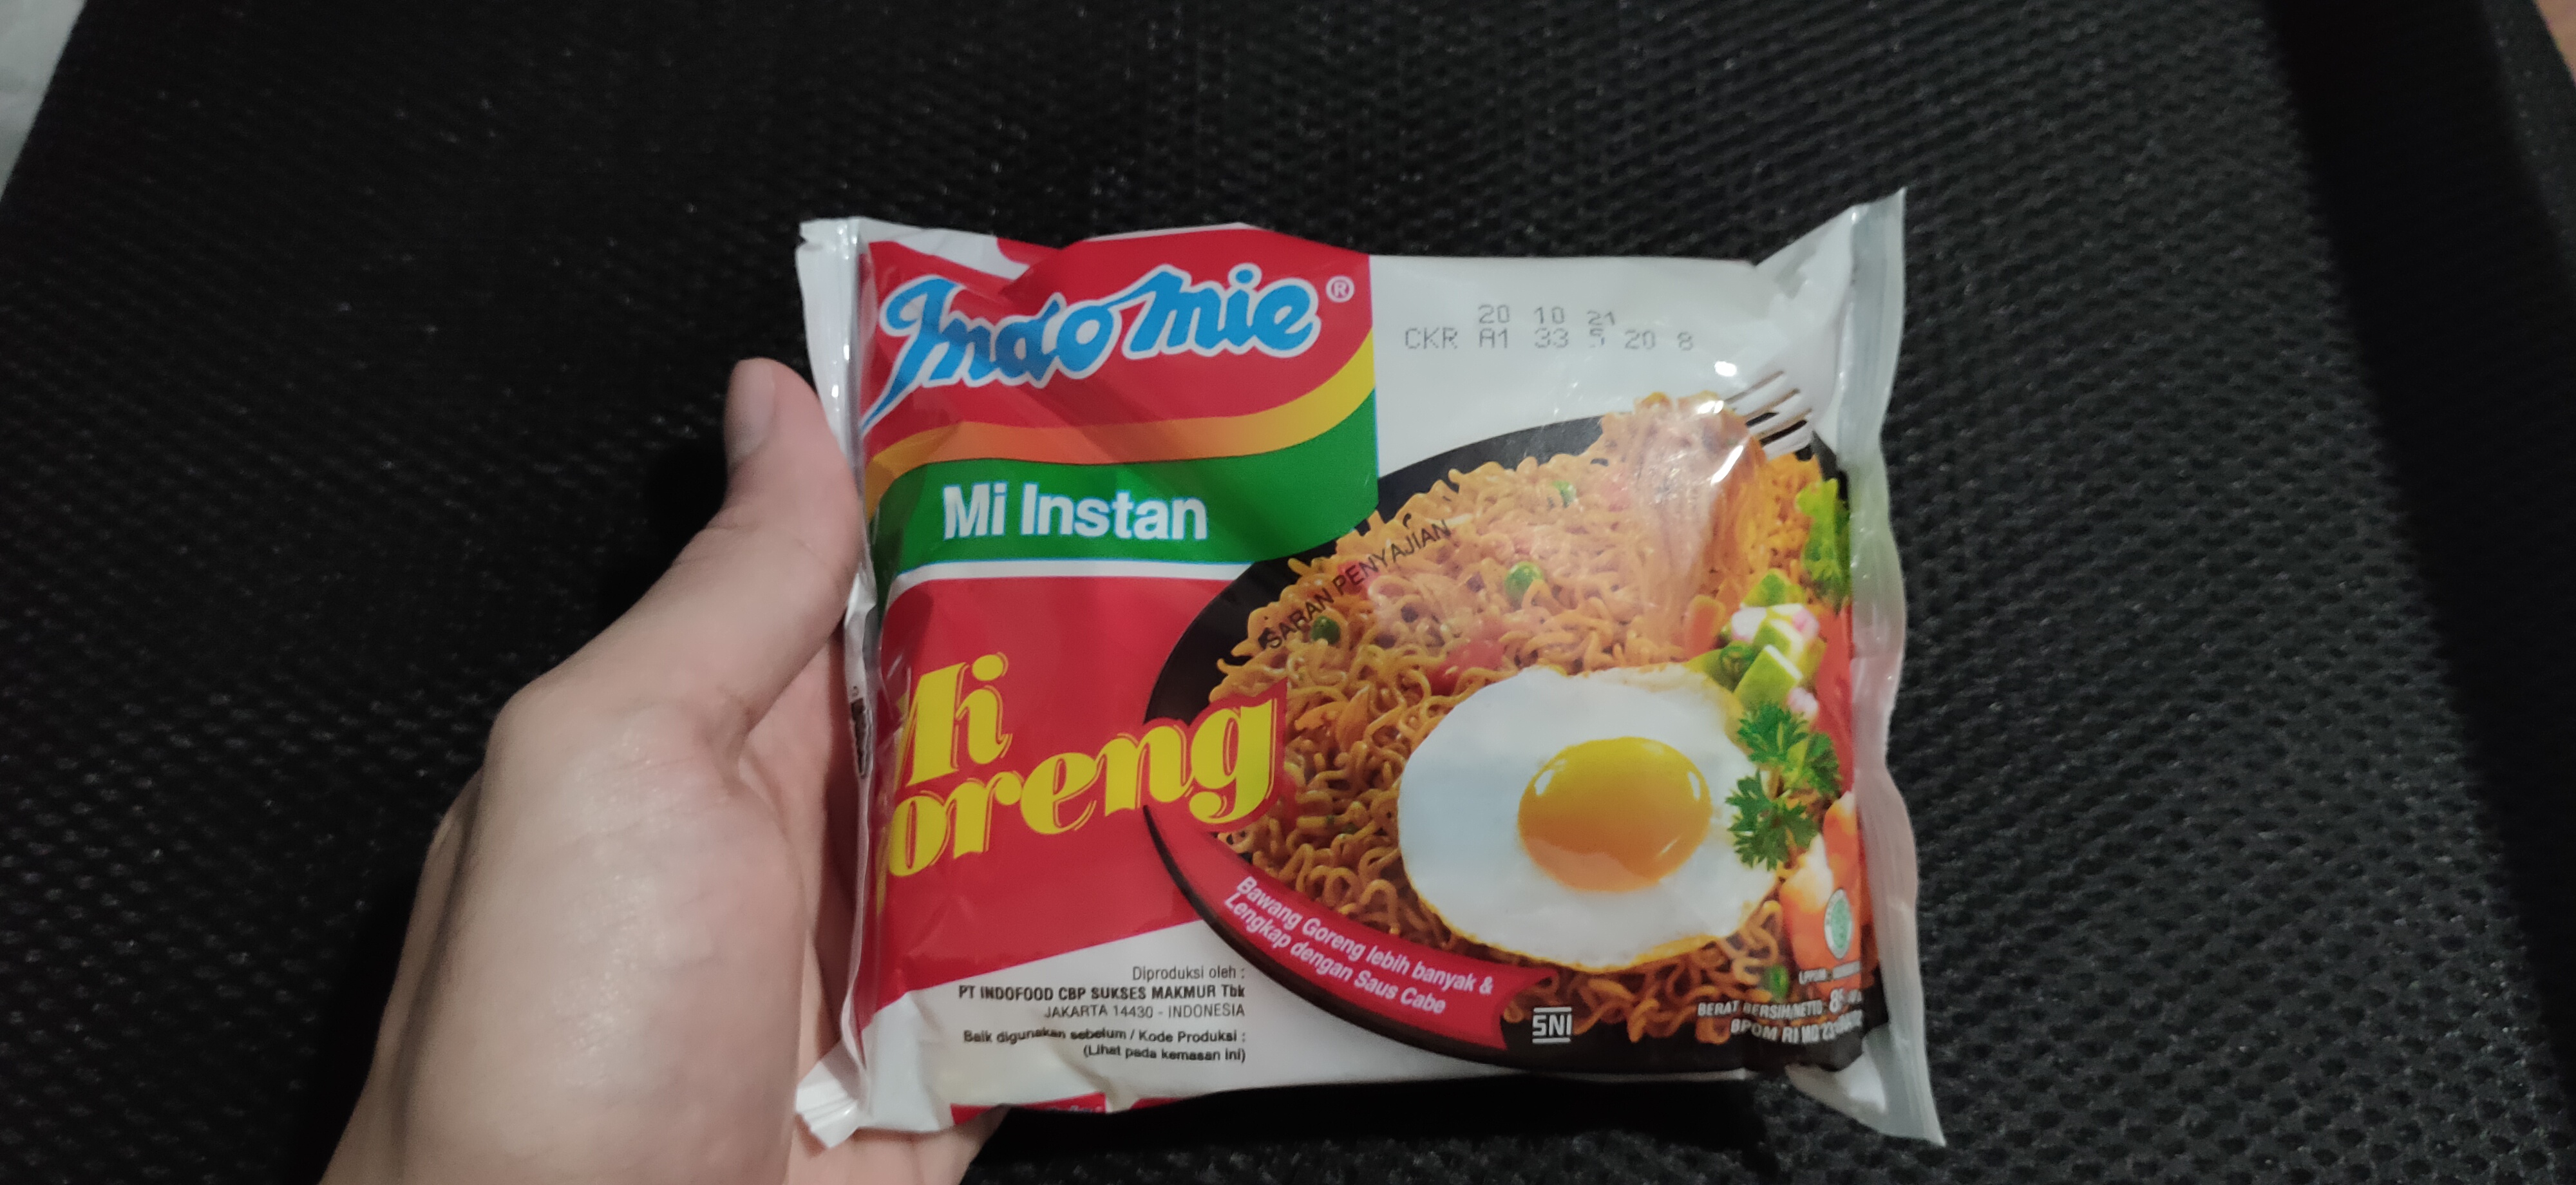 Indomie®
20 10 21
CKR A1 33 5 20 8
Mi Instan
SARAN PENYAJIAN
Mi
oreng
Bawang Goreng lebih banyak &
Lengkap dengan Saus Cabe
Diproduksi oleh :
PT INDOFOOD CBP SUKSES MAKMUR Tbk
JAKARTA 14430 - INDONESIA
Baik digunakan sebelum / Kode Produksi :
(Lihat pada kemasan ini)
SNI
BERAT BERSIH/NETTO
BPOM RI MD